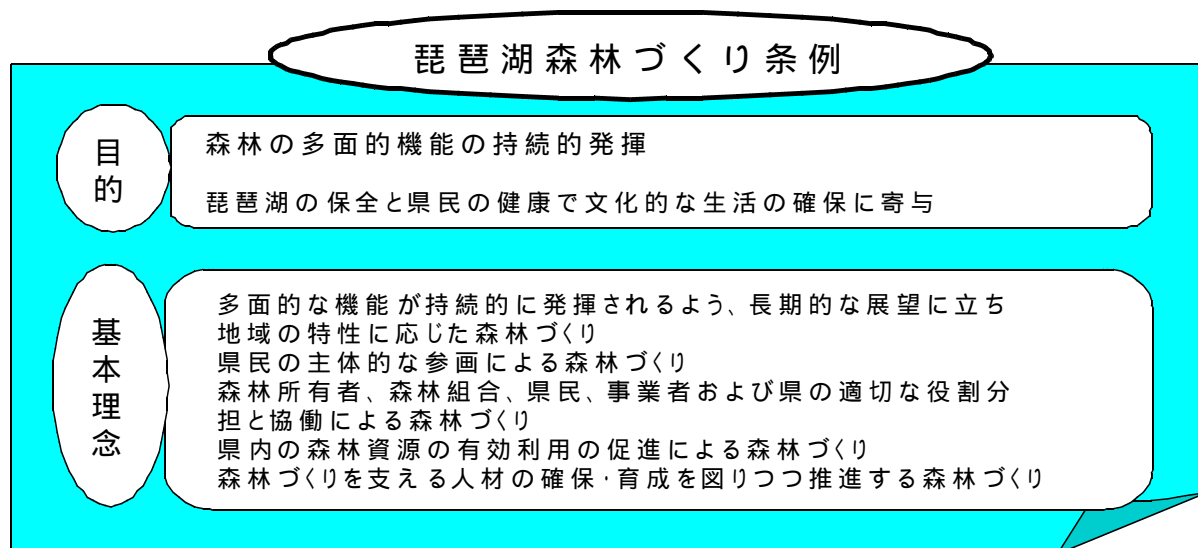 琵琶湖森林づくり条例
目的
森林の多面的機能の持続的発揮
琵琶湖の保全と県民の健康で文化的な生活の確保に寄与
基本理念
多面的な機能が持続的に発揮されるよう、長期的な展望に立ち
地域の特性に応じた森林づくり
県民の主体的な参画による森林づくり
森林所有者、森林組合、県民、事業者および県の適切な役割分
担と協働による森林づくり
県内の森林資源の有効利用の促進による森林づくり
森林づくりを支える人材の確保・育成を図りつつ推進する森林づくり